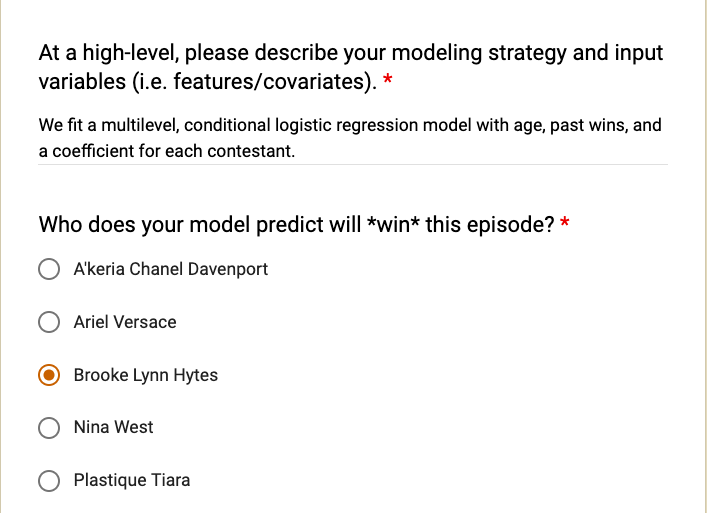 At a high-level, please describe your modeling strategy and input
variables (i.e. features/covariates). *
We fit a multilevel, conditional logistic regression model with age, past wins, and
a coefficient for each contestant.
Who does your model predict will *win* this episode? *
A'keria Chanel Davenport
Ariel Versace
Brooke Lynn Hytes
Nina West
Plastique Tiara